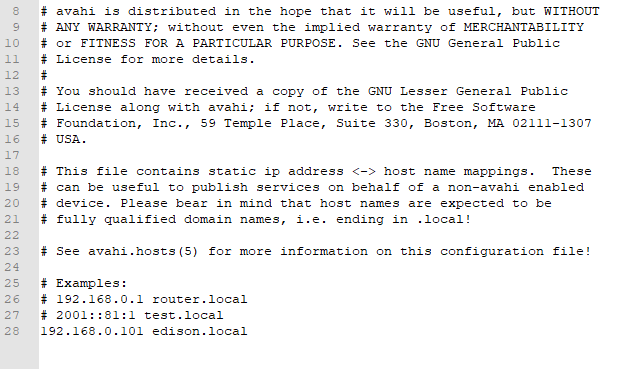 8 # avahi is distributed in the hope that it will be useful, but WITHOUT
9 # ANY WARRANTY; without even the implied warranty of MERCHANTABILITY
10 # or FITNESS FOR A PARTICULAR PURPOSE. See the GNU General Public
11 # License for more details.
12 #
13 # You should have received a copy of the GNU Lesser General Public
14 # License along with avahi; if not, write to the Free Software
15 # Foundation, Inc., 59 Temple Place, Suite 330, Boston, MA 02111-1307
16 # USA.
17
18 # This file contains static ip address <-> host name mappings.  These
19 # can be useful to publish services on behalf of a non-avahi enabled
20 # device. Please bear in mind that host names are expected to be
21 # fully qualified domain names, i.e. ending in .local!
22
23 # See avahi.hosts(5) for more information on this configuration file!
24
25 # Examples:
26 # 192.168.0.1 router.local
27 # 2001::81:1 test.local
28 192.168.0.101 edison.local